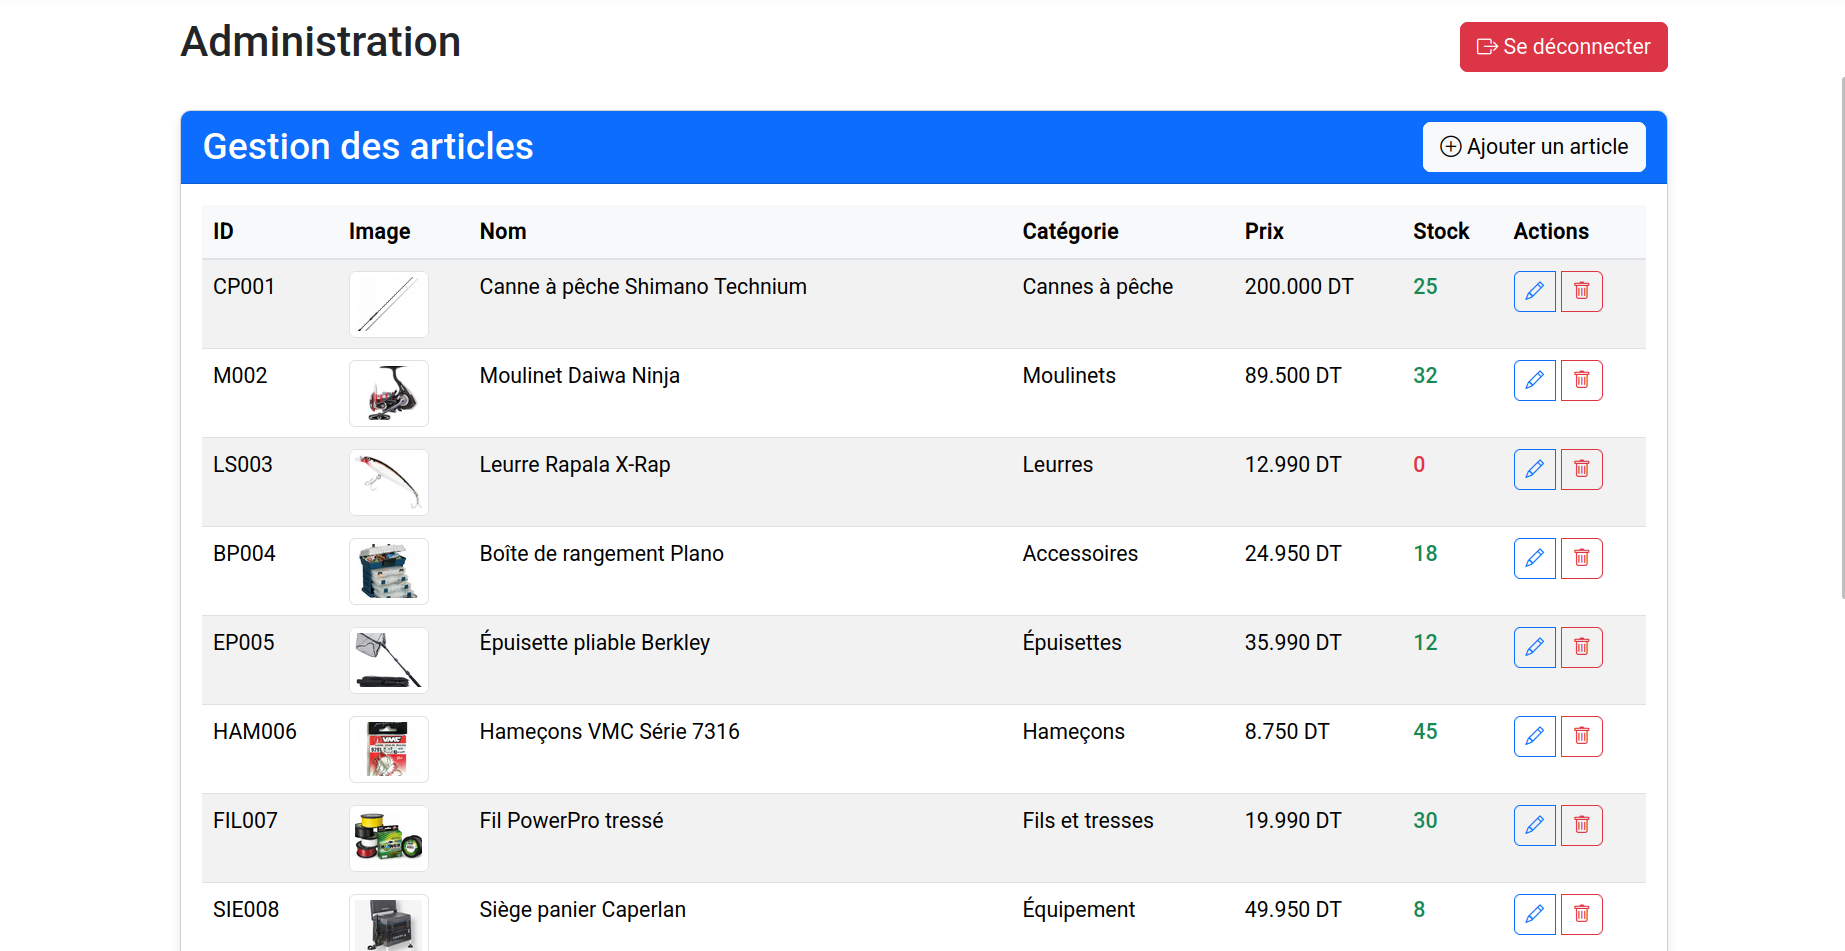 Administration
Se déconnecter
Gestion des articles
Ajouter un article
ID Image Nom Catégorie Prix Stock Actions
CP001 Canne à pêche Shimano Technium Cannes à pêche 200.000 DT 25
M002 Moulinet Daiwa Ninja Moulinets 89.500 DT 32
LS003 Leurre Rapala X-Rap Leurres 12.990 DT 0
BP004 Boîte de rangement Plano Accessoires 24.950 DT 18
EP005 Épuisette pliable Berkley Épuisettes 35.990 DT 12
HAM006 Hameçons VMC Série 7316 Hameçons 8.750 DT 45
VMC
FIL007 Fil PowerPro tressé Fils et tresses 19.990 DT 30
SIE008 Siège panier Caperlan Équipement 49.950 DT 8